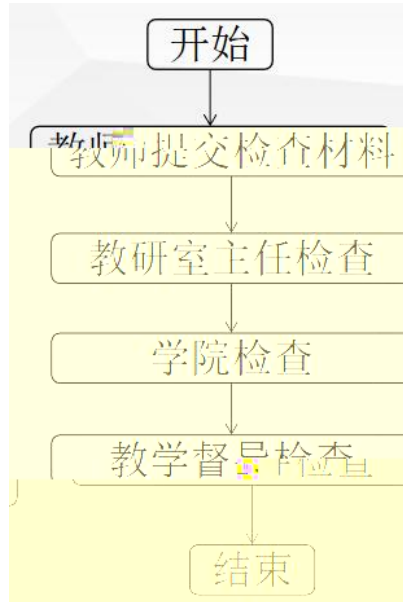 开始
教师提交检查材料
教研室主任检查
学院检查
教学督导检查
结束